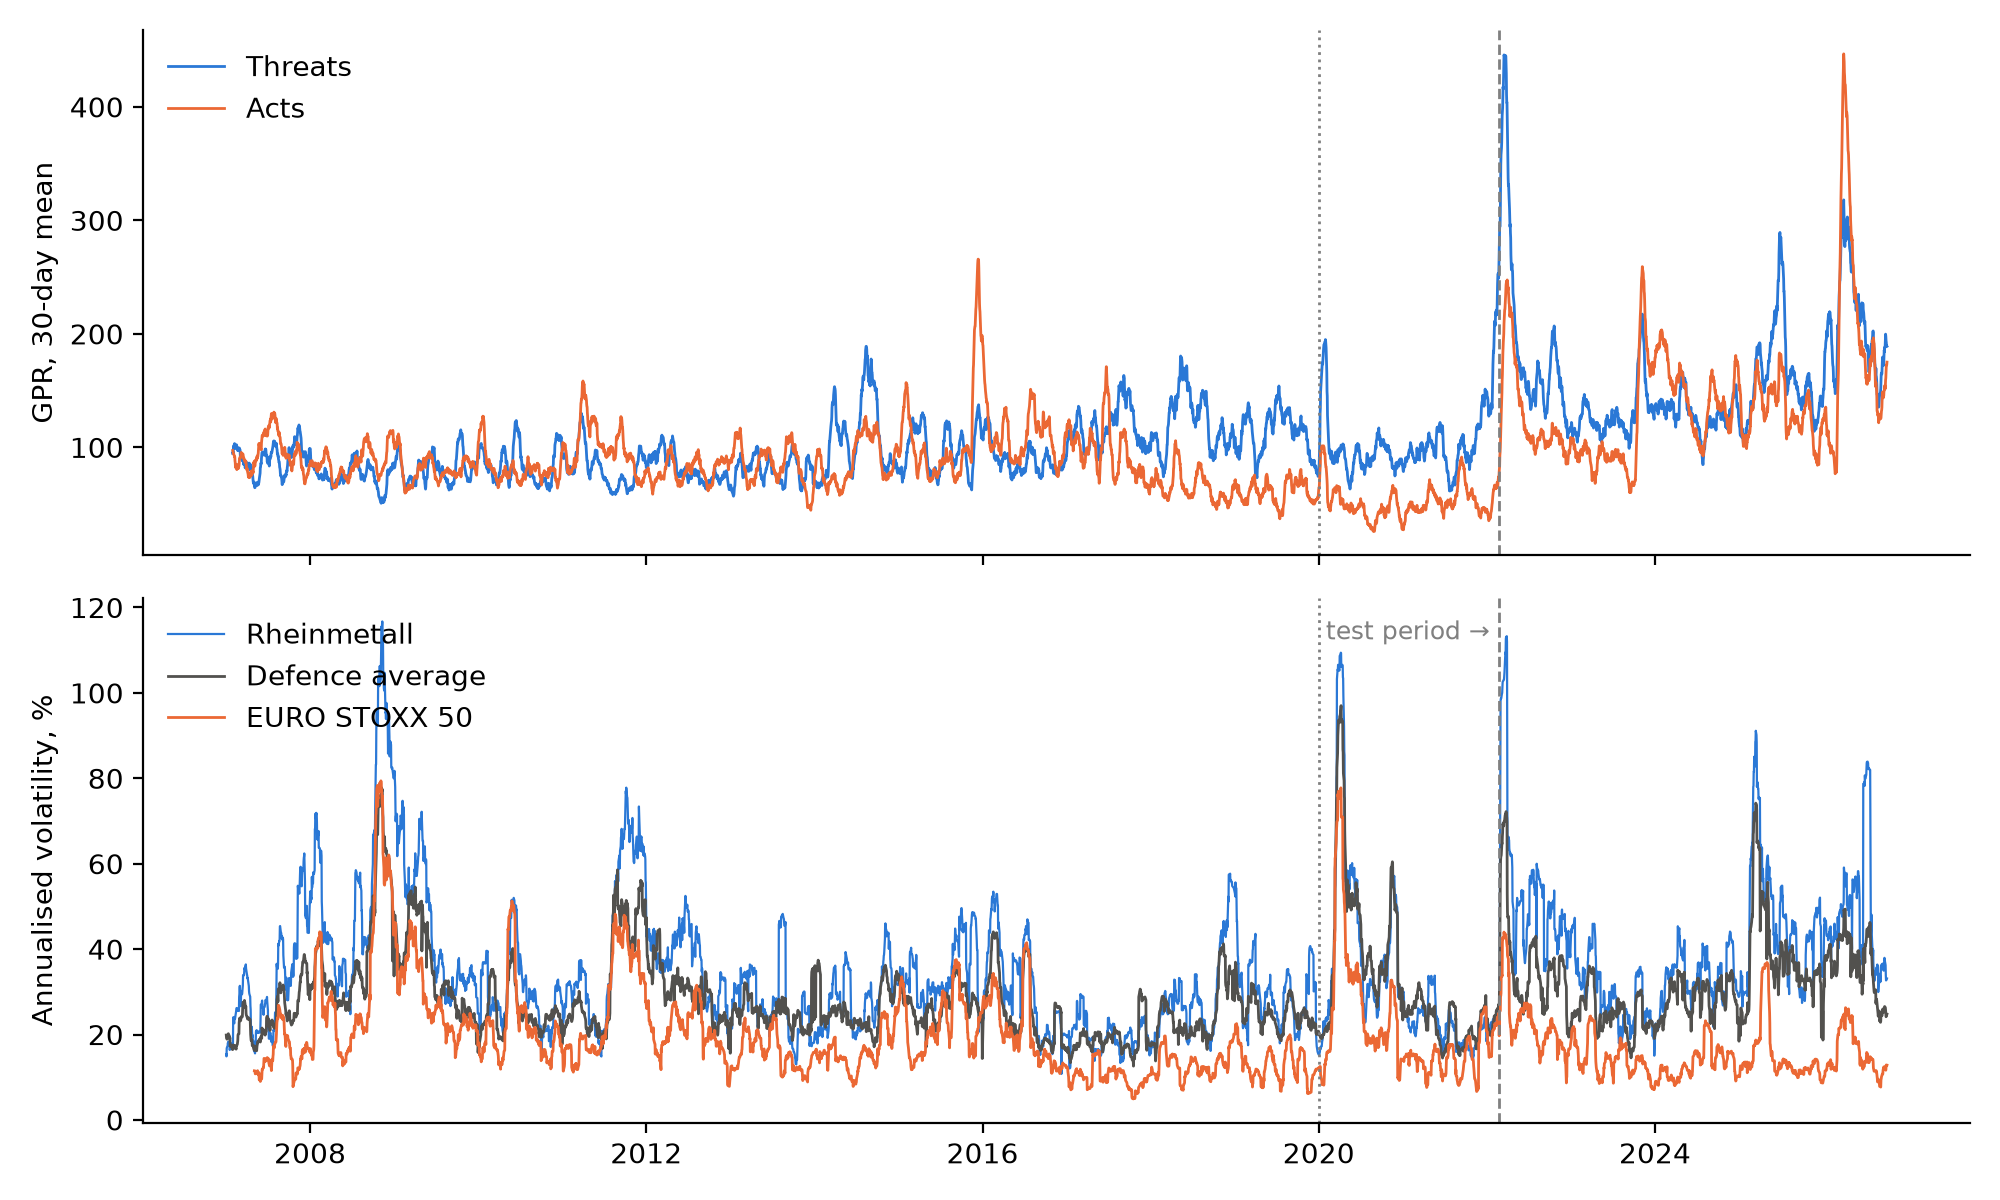 Threats
Acts
400
300
200
100
GPR, 30-day mean
120
100
80
60
40
20
0
Annualised volatility, %
Rheinmetall
Defence average
EURO STOXX 50
test period →
2008
2012
2016
2020
2024